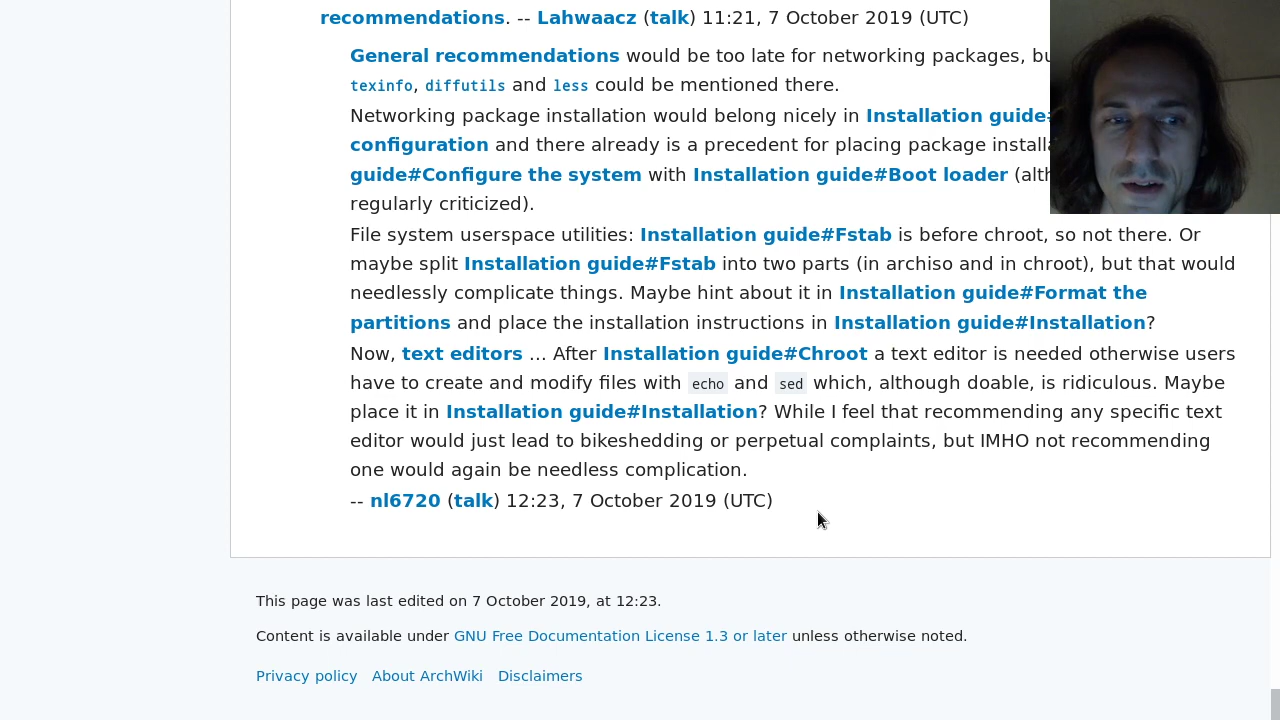 recommendations. -- Lahwaacz (talk) 11:21, 7 October 2019 (UTC)
General recommendations would be too late for networking packages,
texinfo, diffutils and less could be mentioned there.
Networking package installation would belong nicely in Installation guide#
configuration and there already is a precedent for placing package
guide#Configure the system with Installation guide#Boot loader
regularly criticized).
File system userspace utilities: Installation guide#Fstab is before chroot, so not there. Or
maybe split Installation guide#Fstab into two parts (in archiso and in chroot), but that would
needlessly complicate things. Maybe hint about it in Installation guide#Format the
partitions and place the installation instructions in Installation guide#Installation?
Now, text editors … After Installation guide#Chroot a text editor is needed otherwise users
have to create and modify files with echo and sed which, although doable, is ridiculous. Maybe
place it in Installation guide#Installation? While I feel that recommending any specific text
editor would just lead to bikeshedding or perpetual complaints, but IMHO not recommending
one would again be needless complication.
-- nl6720 (talk) 12:23, 7 October 2019 (UTC)
This page was last edited on 7 October 2019, at 12:23.
Content is available under GNU Free Documentation License 1.3 or later unless otherwise noted.
Privacy policy About ArchWiki Disclaimers